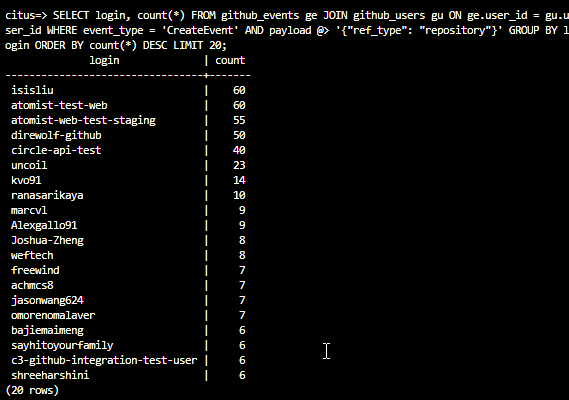 citus=> SELECT login, count(*) FROM github_events ge JOIN github_users gu ON ge.user_id = gu.u
ser_id WHERE event_type = 'CreateEvent' AND payload @> '{"ref_type": "repository"}' GROUP BY l
ogin ORDER BY count(*) DESC LIMIT 20;
login | count
------------------------------+-------
isisliu | 60
atomist-test-web | 60
atomist-web-test-staging | 55
direwolf-github | 50
circle-api-test | 40
uncoil | 23
kvo91 | 14
ranasarikaya | 10
marcvl | 9
Alexgallo91 | 9
Joshua-Zheng | 8
weftech | 8
freewind | 7
achmcs8 | 7
jasonwang624 | 7
omorenomalaver | 7
bajiemaimeng | 6
sayhitoyourfamily | 6
c3-github-integration-test-user | 6
shreeharshini | 6
(20 rows)